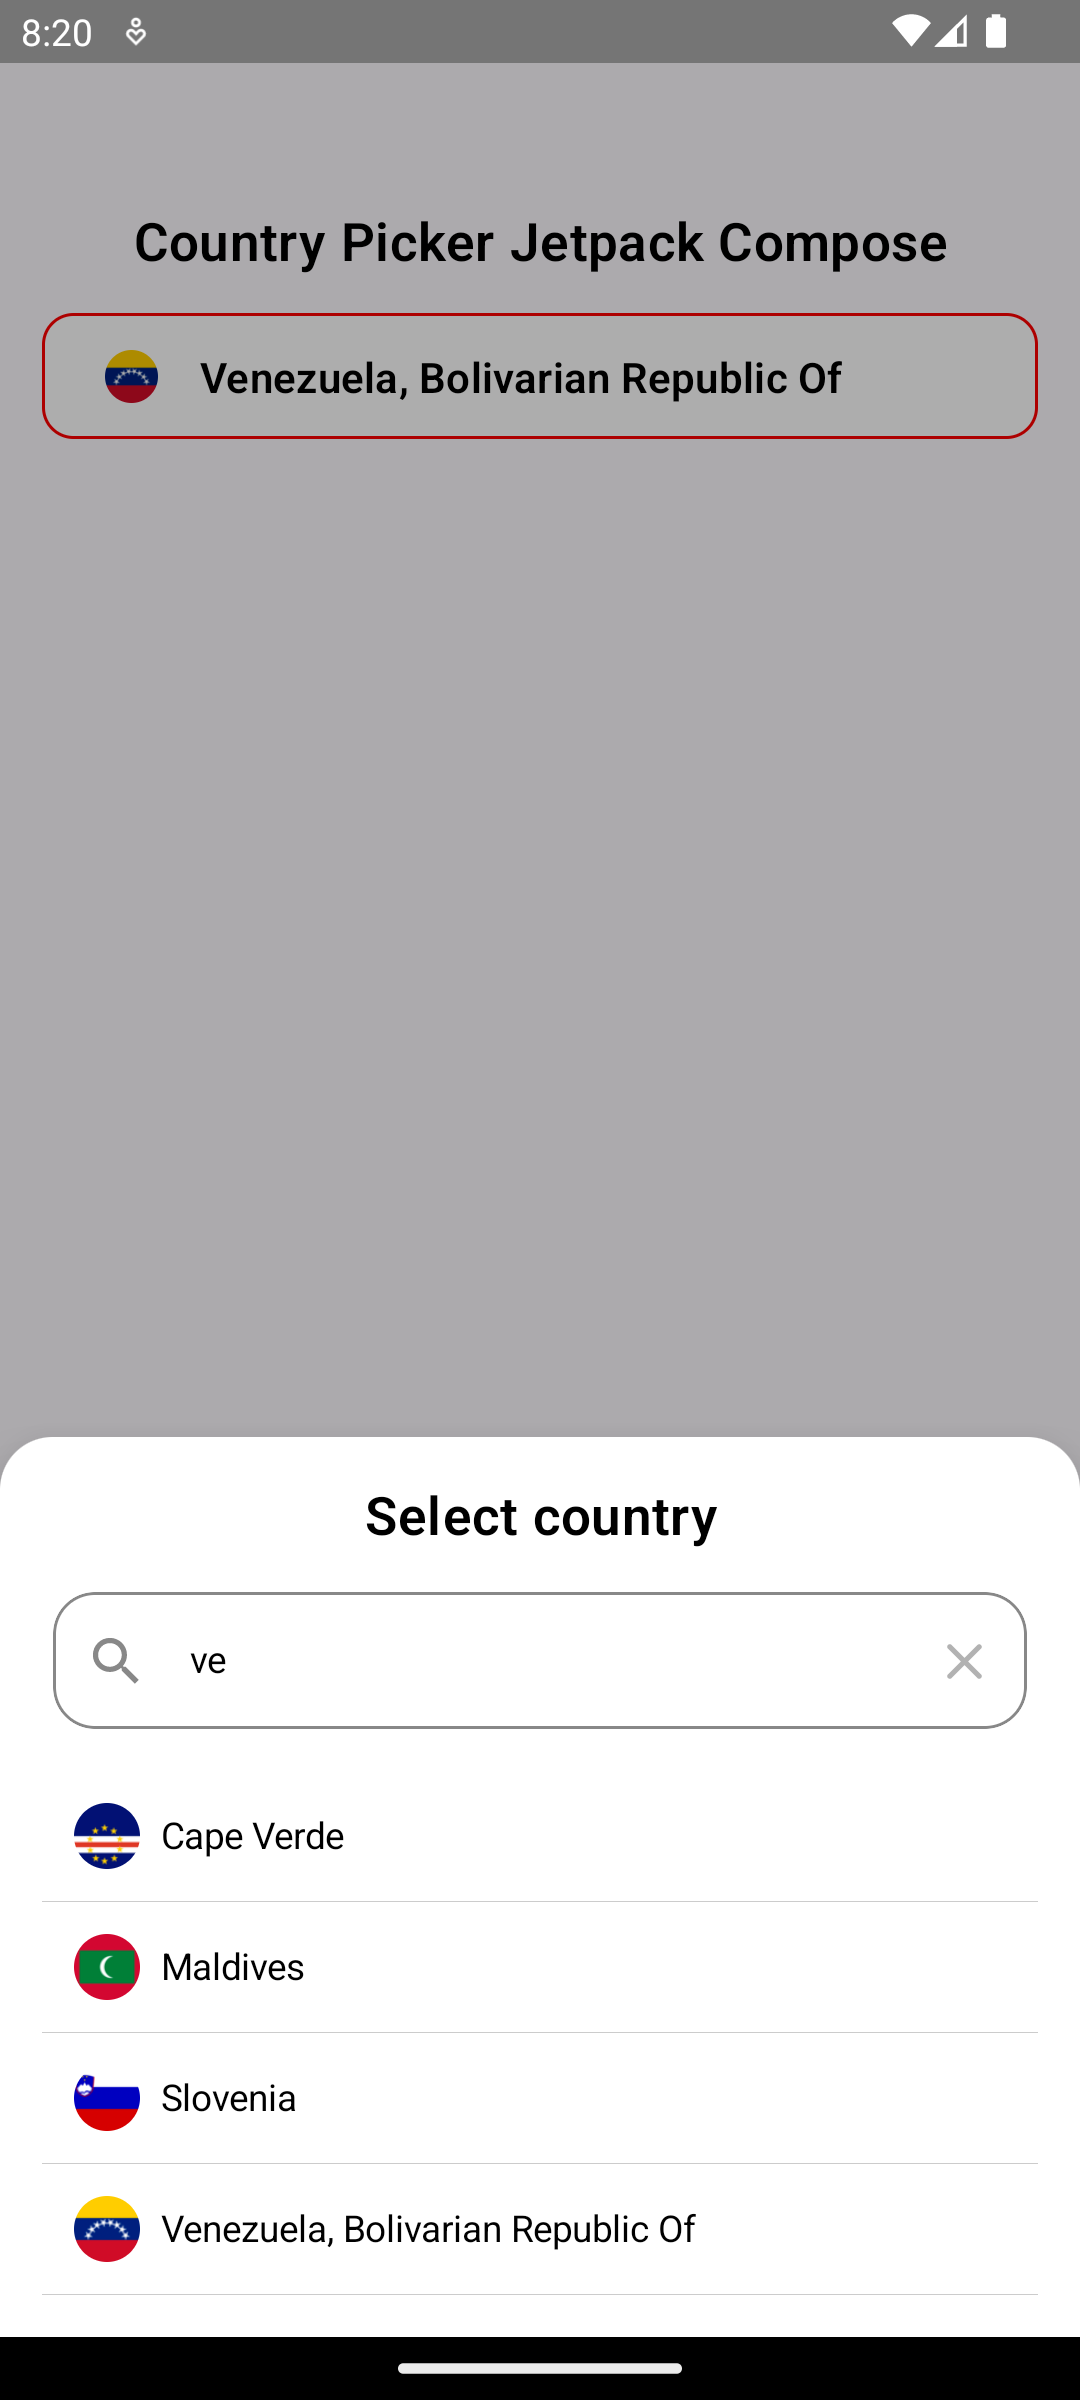 8:20
Country Picker Jetpack Compose
Venezuela, Bolivarian Republic Of
Select country
ve
Cape Verde
Maldives
Slovenia
Venezuela, Bolivarian Republic Of